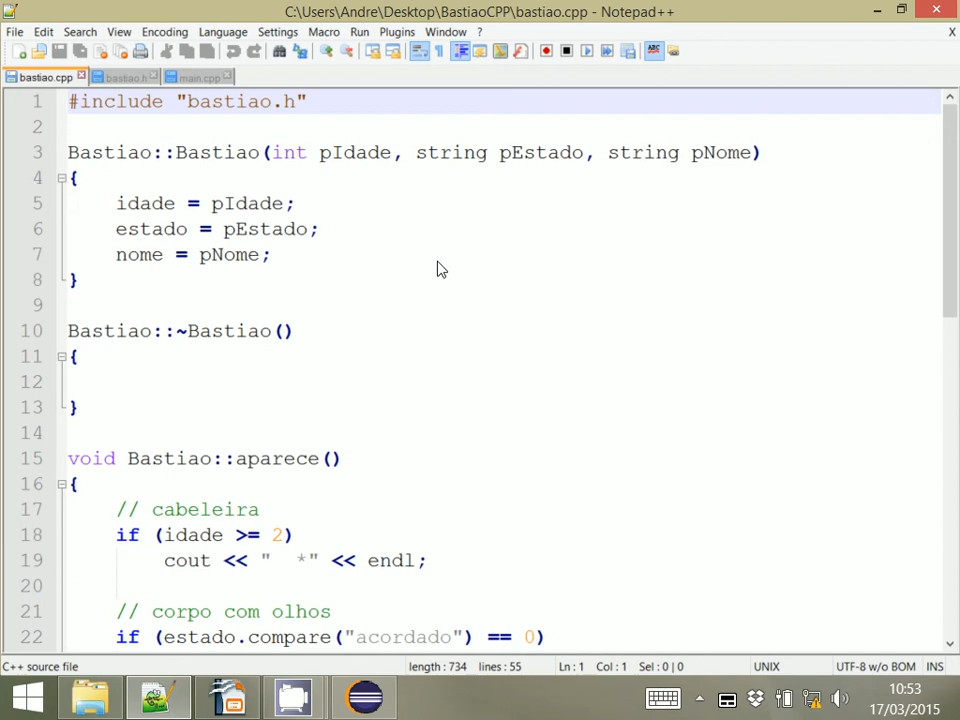 C:\Users\Andre\Desktop\BastiaoCPP\bastiao.cpp - Notepad++
File Edit Search View Encoding Language Settings Macro Run Plugins Window ? X
bastiao.cpp bastiao.h main.cpp
1 #include "bastiao.h"
2
3 Bastiao::Bastiao(int pIdade, string pEstado, string pNome)
4 {
5 idade = pIdade;
6 estado = pEstado;
7 nome = pNome;
8 }
9
10 Bastiao::~Bastiao()
11 {
12
13 }
14
15 void Bastiao::aparece()
16 {
17 // cabeleira
18 if (idade >= 2)
19 cout << "  *" << endl;
20
21 // corpo com olhos
22 if (estado.compare("acordado") == 0)
C++ source file length : 734 lines : 55 Ln : 1 Col : 1 Sel : 0 | 0 UNIX UTF-8 w/o BOM INS
10:53
17/03/2015